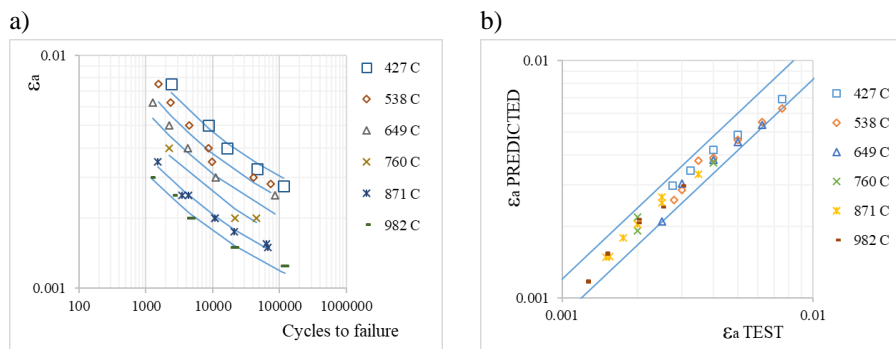 a)
0.01
εa
0.001
100
1000
10000
100000
1000000
Cycles to failure
427 C
538 C
649 C
760 C
871 C
982 C
b)
0.01
εa PREDICTED
0.001
0.001
0.01
εa TEST
427 C
538 C
649 C
760 C
871 C
982 C